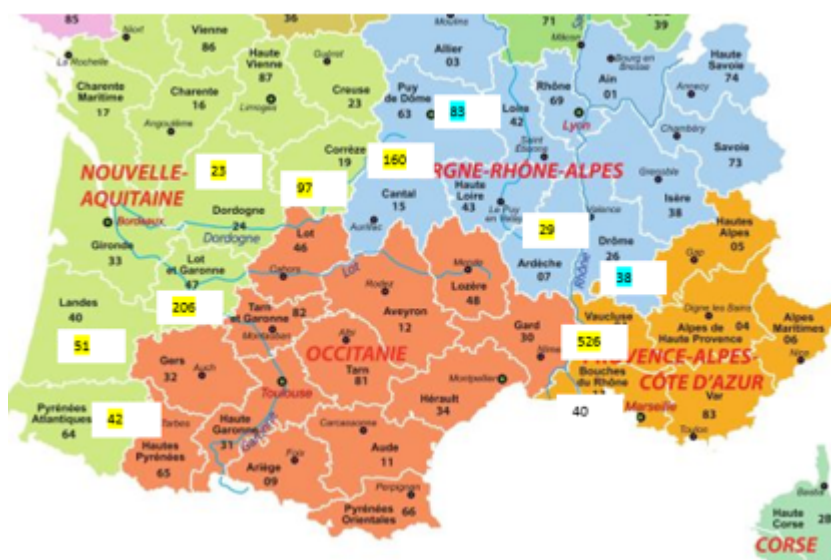 85
Niort
Vienne
86
36
Moulins
71
39
La Rochelle
Haute
Vienne
87
Guéret
Allier
03
Mâcon
Bourg en
Bresse
Haute
Savoie
74
Charente
Maritime
17
Charente
16
Limoges
Creuse
23
Puy
de Dôme
63
83
Loire
42
Rhône
69
Ain
01
Annecy
Angoulême
Lyon
Chambéry
Corrèze
19
160
Saint
Etienne
Savoie
73
NOUVELLE-
AQUITAINE
23
97
RGNE-RHÔNE-ALPES
Grenoble
Cantal
15
Haute
Loire
43
Le Puy
en Velay
Isère
38
Bordeaux
Dordogne
24
Dordogne
Aurillac
Valence
Hautes
Alpes
05
Gironde
33
Lot
46
29
Drôme
26
Lot
et Garonne
47
Cahors
Lot
Mende
Ardèche
07
Rhône
Gap
38
Rodez
Lozère
48
Landes
40
206
Tarn
et Garonne
82
Aveyron
12
Vaucluse
Digne les Bains
Alpes de
Haute Provence
04
Alpes
Maritimes
06
51
Montauban
Albi
Gard
30
526
Gers
32
Auch
OCCITANIE
Nîmes
PROVENCE-ALPES-
CÔTE D'AZUR
Nice
Tarn
81
Toulouse
Montpellier
Bouches
du Rhône
13
Var
83
Pyrénées
Atlantiques
64
42
Tarbes
Haute
Garonne
31
Garonne
Hérault
34
40
Marseille
Toulon
Hautes
Pyrénées
65
Carcassonne
Foix
Ariège
09
Aude
11
Perpignan
Pyrénées
Orientales
66
Bastia
Haute
Corse
2B
CORSE